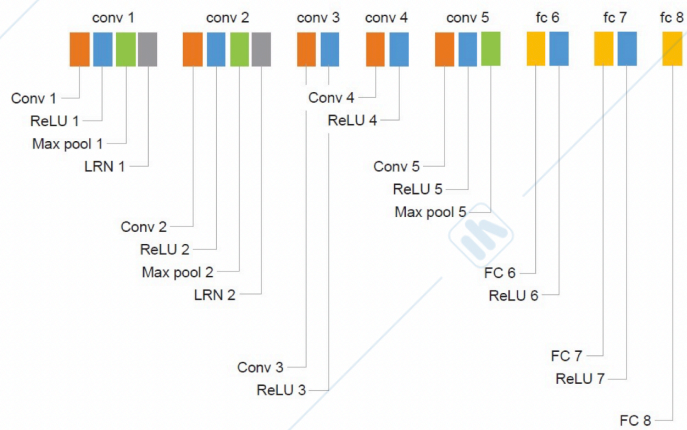 conv 1 conv 2 conv 3 conv 4 conv 5 fc 6 fc 7 fc 8
Conv 1
ReLU 1
Max pool 1
LRN 1
Conv 2
ReLU 2
Max pool 2
LRN 2
Conv 3
ReLU 3
Conv 4
ReLU 4
Conv 5
ReLU 5
Max pool 5
FC 6
ReLU 6
FC 7
ReLU 7
FC 8